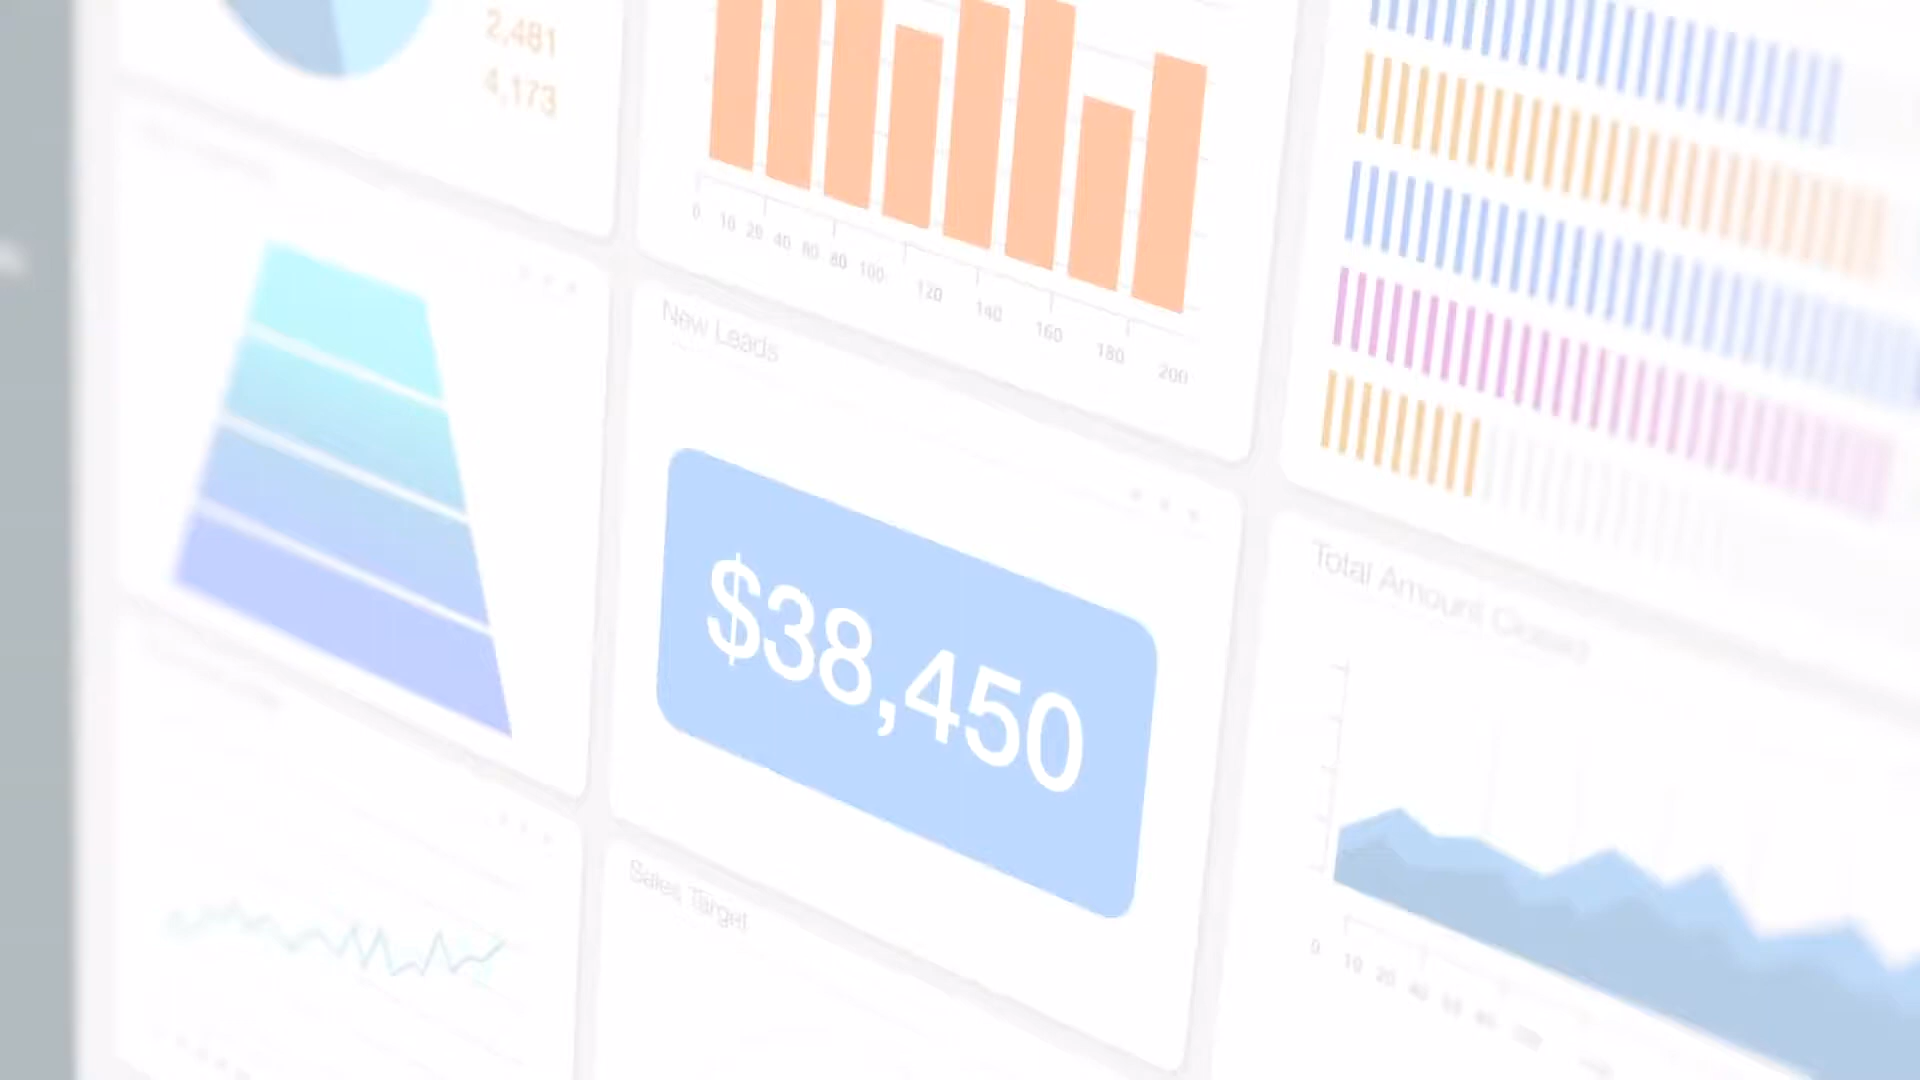 2,481
4,173
0 10 20 40 60 80 100 120 140 160 180 200
New Leads
$38,450
Total Amount Closed
0 10 20 40
Sales Target